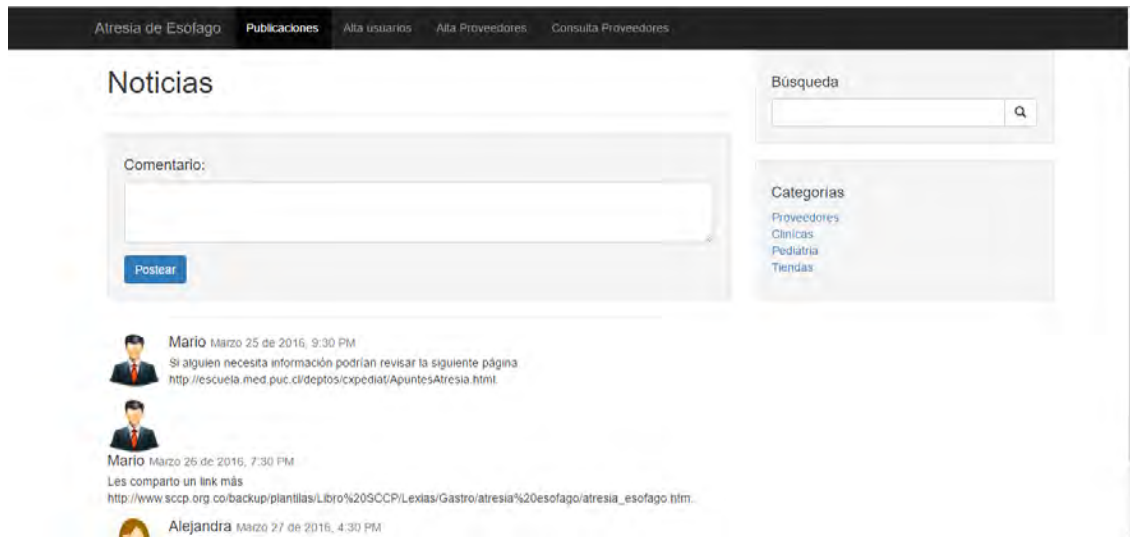 Atresia de Esófago Publicaciones Alta usuarios Alta Proveedores Consulta Proveedores
Noticias
Comentario:
Postear
Mario Marzo 25 de 2016, 9:30 PM
Si alguien necesita información podrían revisar la siguiente página
http://escuela.med.puc.cl/deptos/cxpediat/ApuntesAtresia.html.
Mario Marzo 26 de 2016, 7:30 PM
Les comparto un link más
http://www.sccp.org.co/backup/plantilas/Libro%20SCCP/Lexias/Gastro/atresia%20esofago/atresia_esofago.htm.
Alejandra Marzo 27 de 2016, 4:30 PM
Búsqueda
Categorías
Proveedores
Clinicas
Pediatria
Tiendas